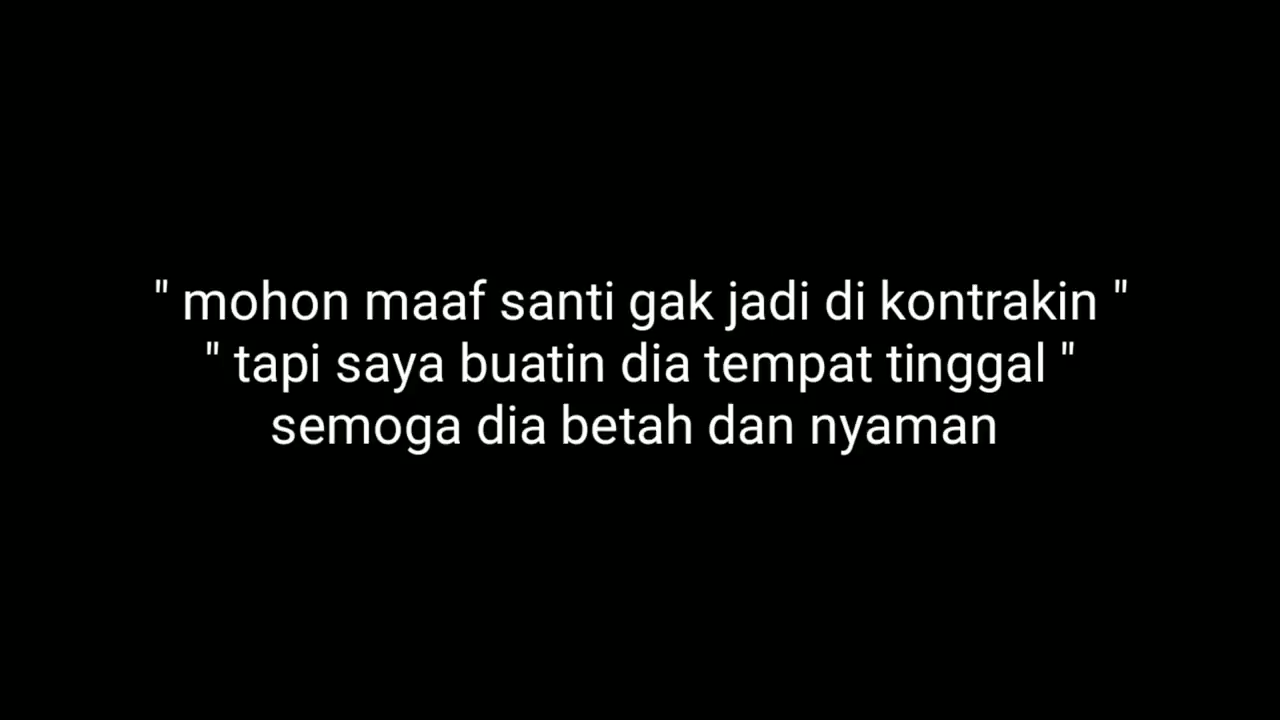 " mohon maaf santi gak jadi di kontrakin "
" tapi saya buatin dia tempat tinggal "
semoga dia betah dan nyaman